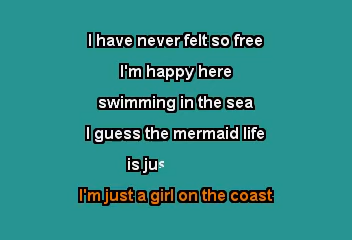 I have never felt so free
I'm happy here
swimming in the sea
I guess the mermaid life
is jus
I'm just a girl on the coast